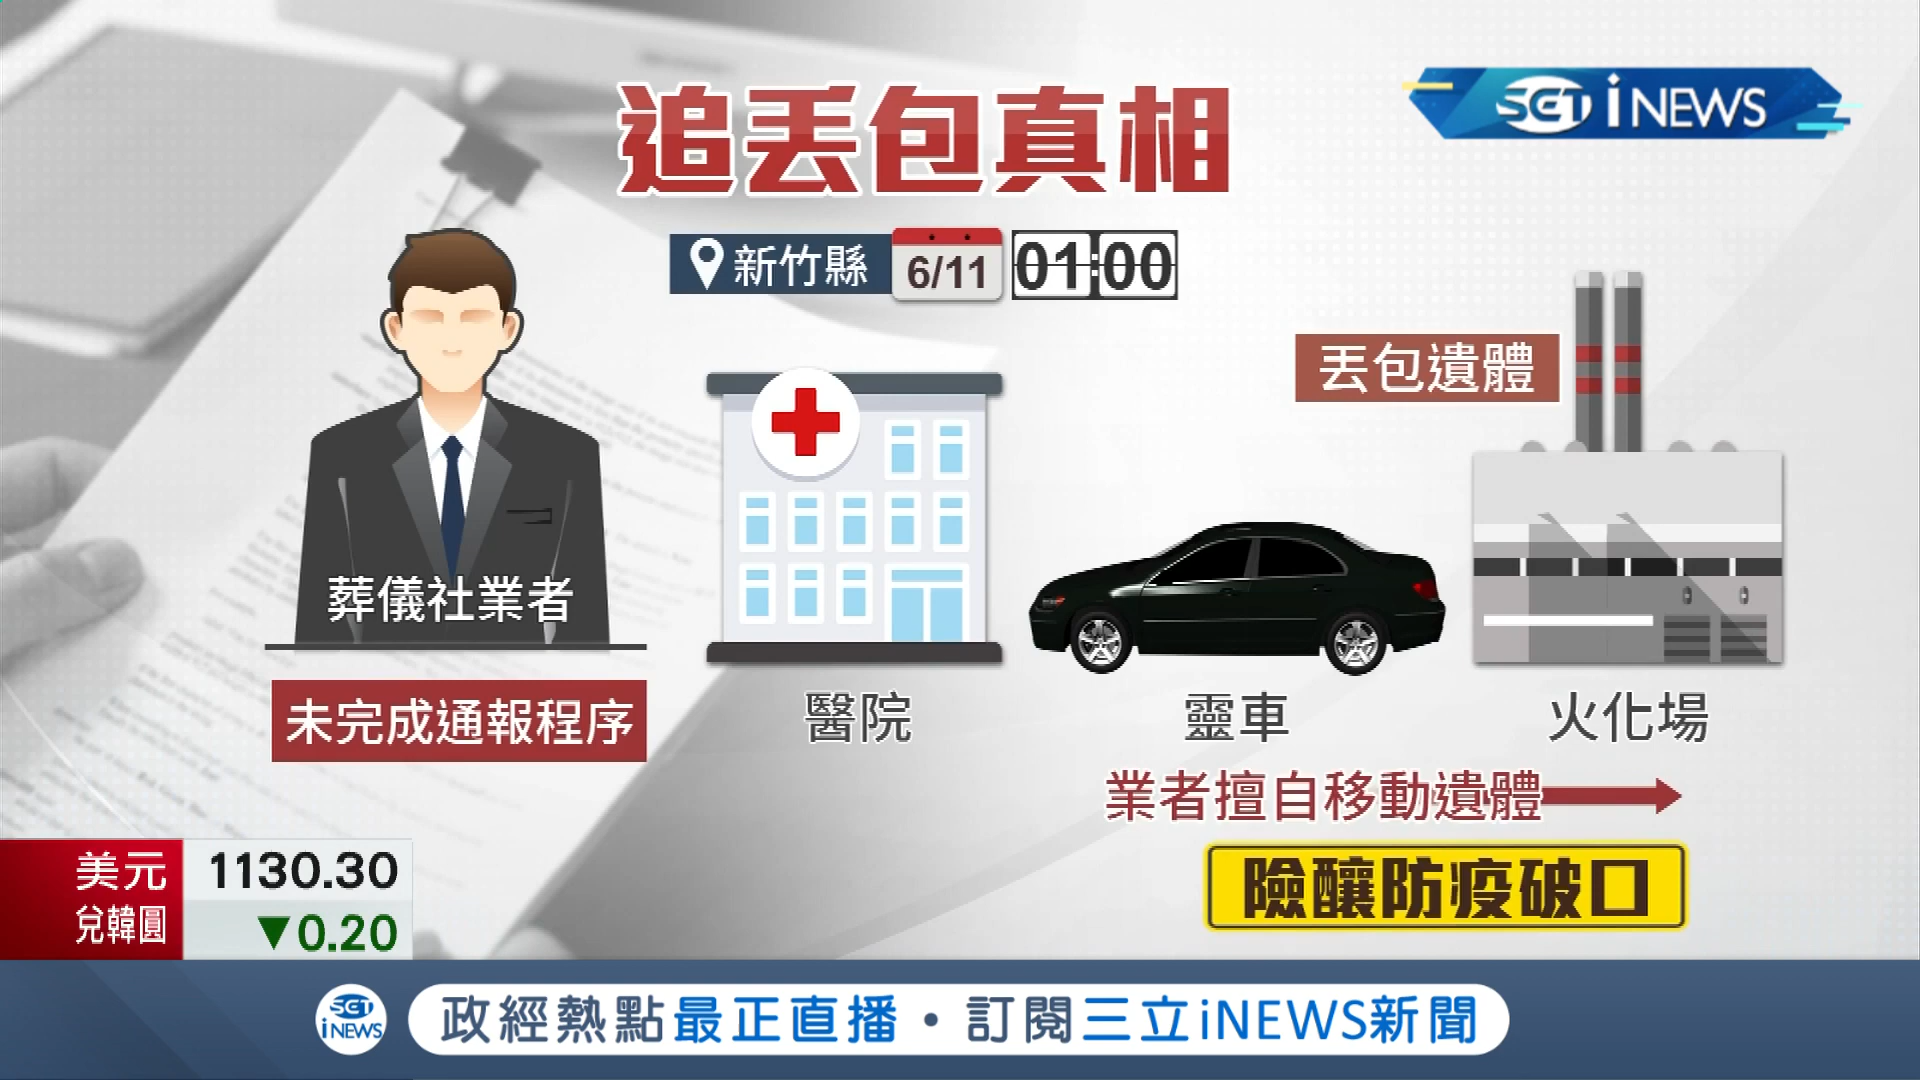 追丟包真相
SET iNEWS
新竹縣 6/11 01:00
丟包遺體
葬儀社業者
未完成通報程序
醫院
靈車
火化場
業者擅自移動遺體
險釀防疫破口
美元 1130.30
兌韓圓 ▼0.20
SET iNEWS
政經熱點最正直播・訂閱三立iNEWS新聞